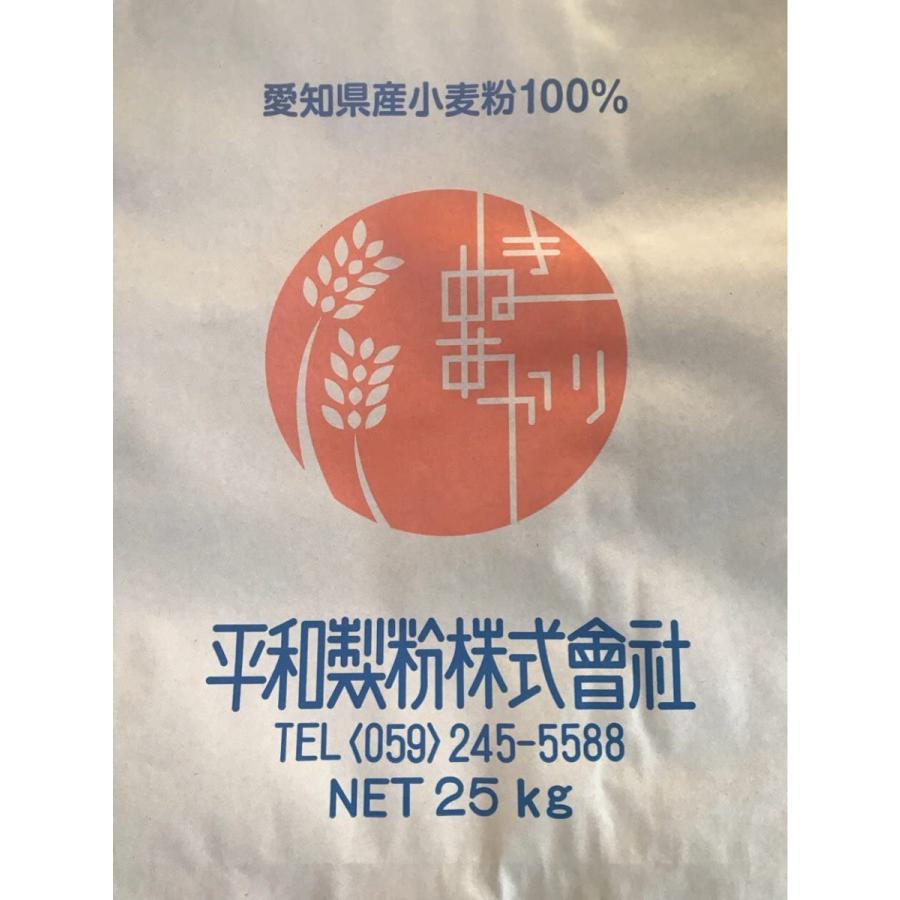 愛知県産小麦粉100%
きぬあかり
平和製粉株式會社
TEL〈059〉245-5588
NET 25 kg